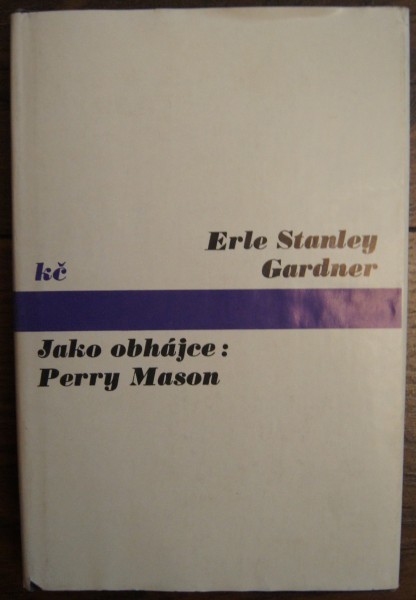 Erle Stanley
Gardner
kč
Jako obhájce:
Perry Mason